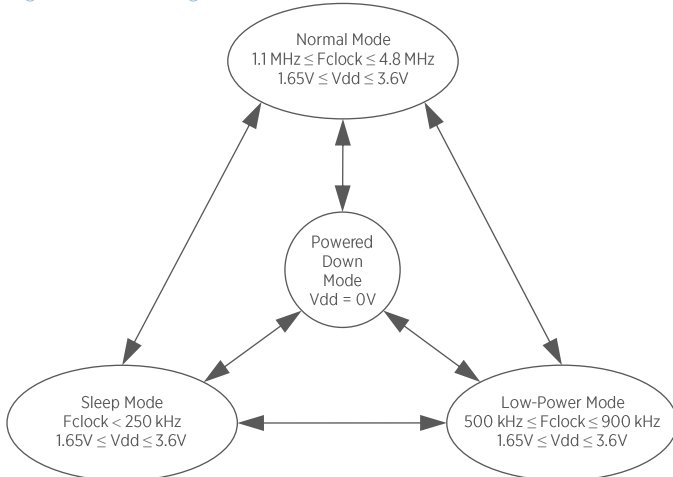 Normal Mode
1.1 MHz ≤ Fclock ≤ 4.8 MHz
1.65V ≤ Vdd ≤ 3.6V
Powered
Down
Mode
Vdd = 0V
Sleep Mode
Fclock < 250 kHz
1.65V ≤ Vdd ≤ 3.6V
Low-Power Mode
500 kHz ≤ Fclock ≤ 900 kHz
1.65V ≤ Vdd ≤ 3.6V